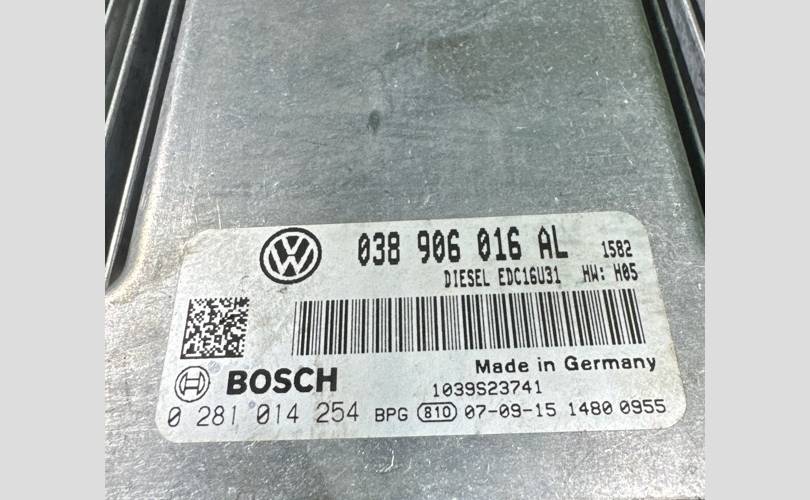 038 906 016 AL 1582
DIESEL EDC16U31 HW: H05
Made in Germany
BOSCH
1039S23741
0 281 014 254 BPG 810 07-09-15 1480 0955